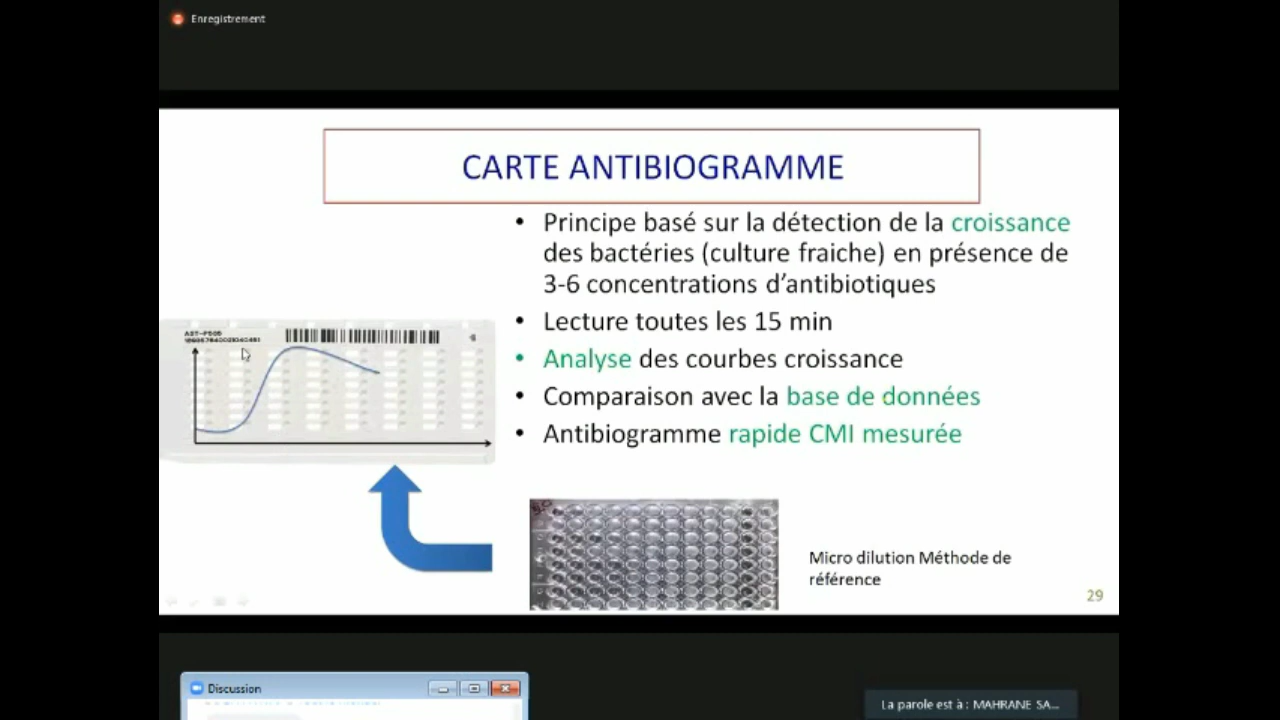 Enregistrement
CARTE ANTIBIOGRAMME
• Principe basé sur la détection de la croissance
des bactéries (culture fraiche) en présence de
3-6 concentrations d'antibiotiques
• Lecture toutes les 15 min
• Analyse des courbes croissance
• Comparaison avec la base de données
• Antibiogramme rapide CMI mesurée
Micro dilution Méthode de
référence
29
Discussion
La parole est à : MAHRANE SA...